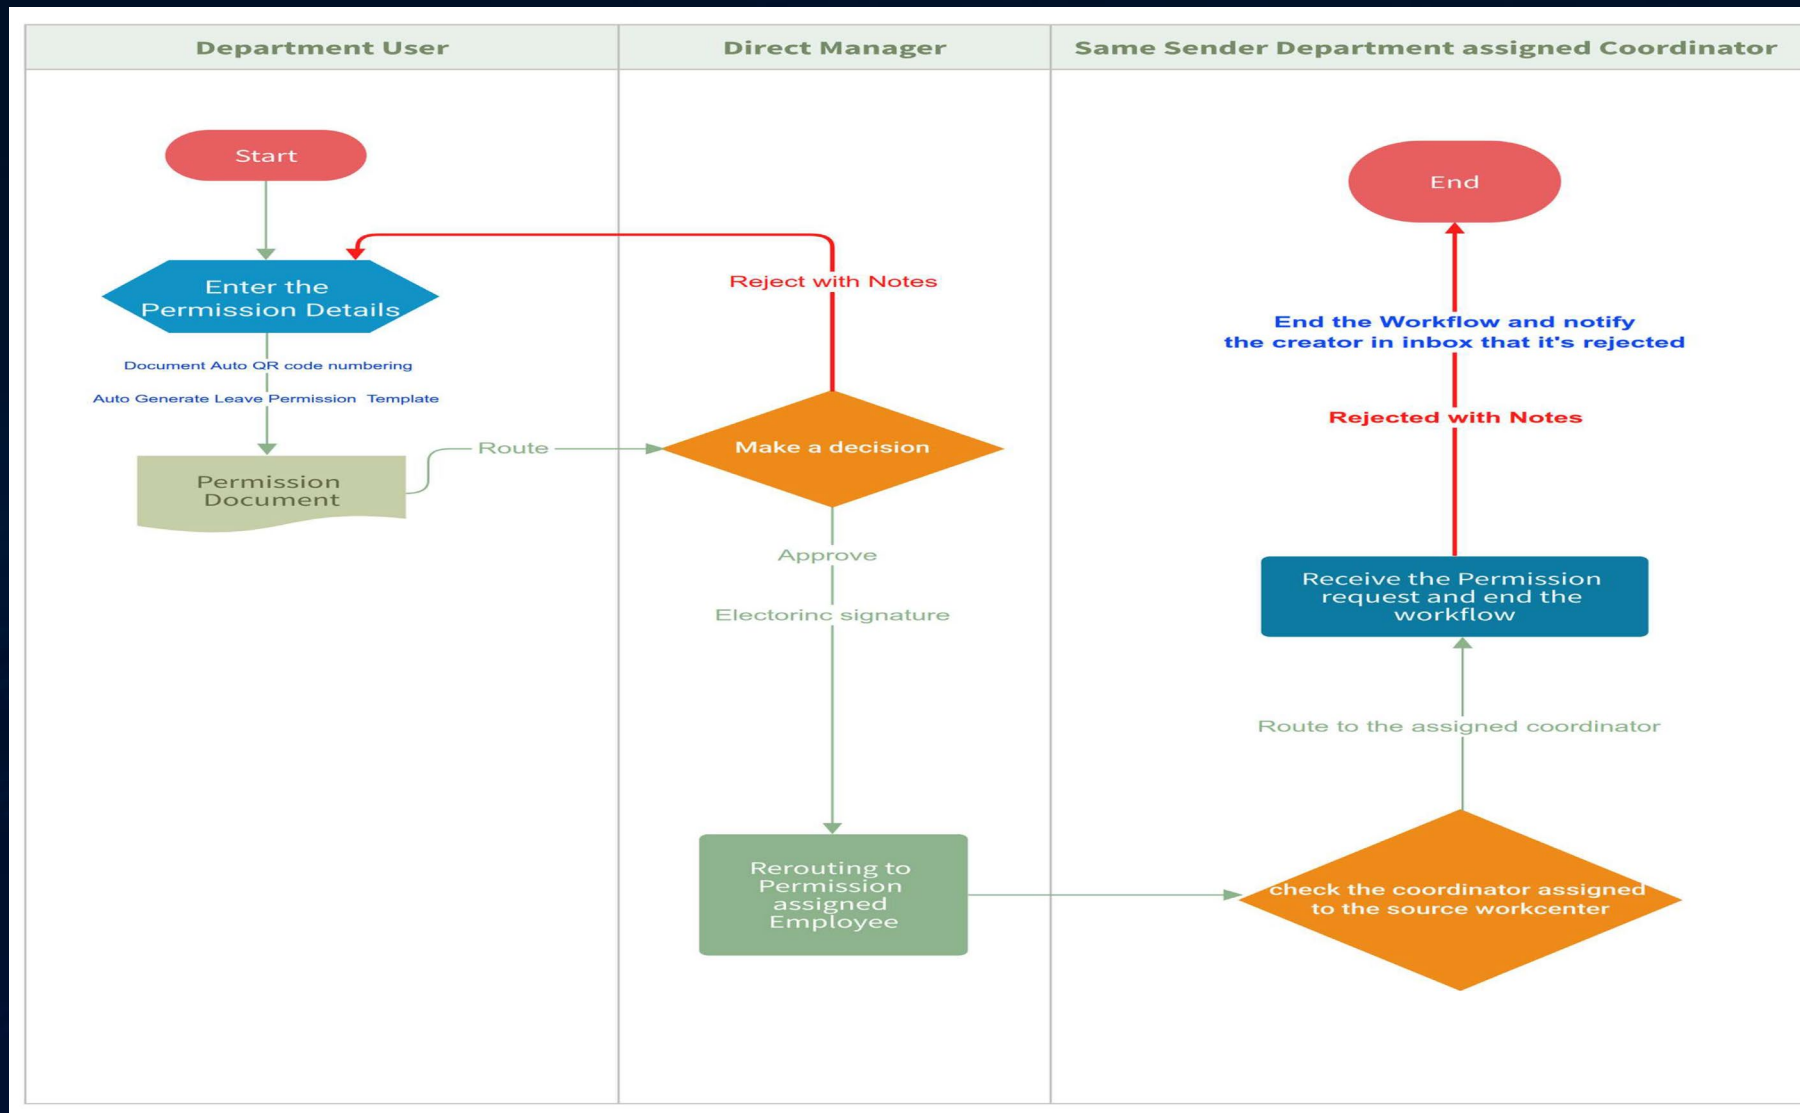 Department User
Direct Manager
Same Sender Department assigned Coordinator
Start
Enter the
Permission Details
Document Auto QR code numbering
Auto Generate Leave Permission Template
Permission
Document
Route
Reject with Notes
Make a decision
Approve
Electorinc signature
Rerouting to
Permission
assigned
Employee
End
End the Workflow and notify
the creator in inbox that it's rejected
Rejected with Notes
Receive the Permission
request and end the
workflow
Route to the assigned coordinator
check the coordinator assigned
to the source workcenter